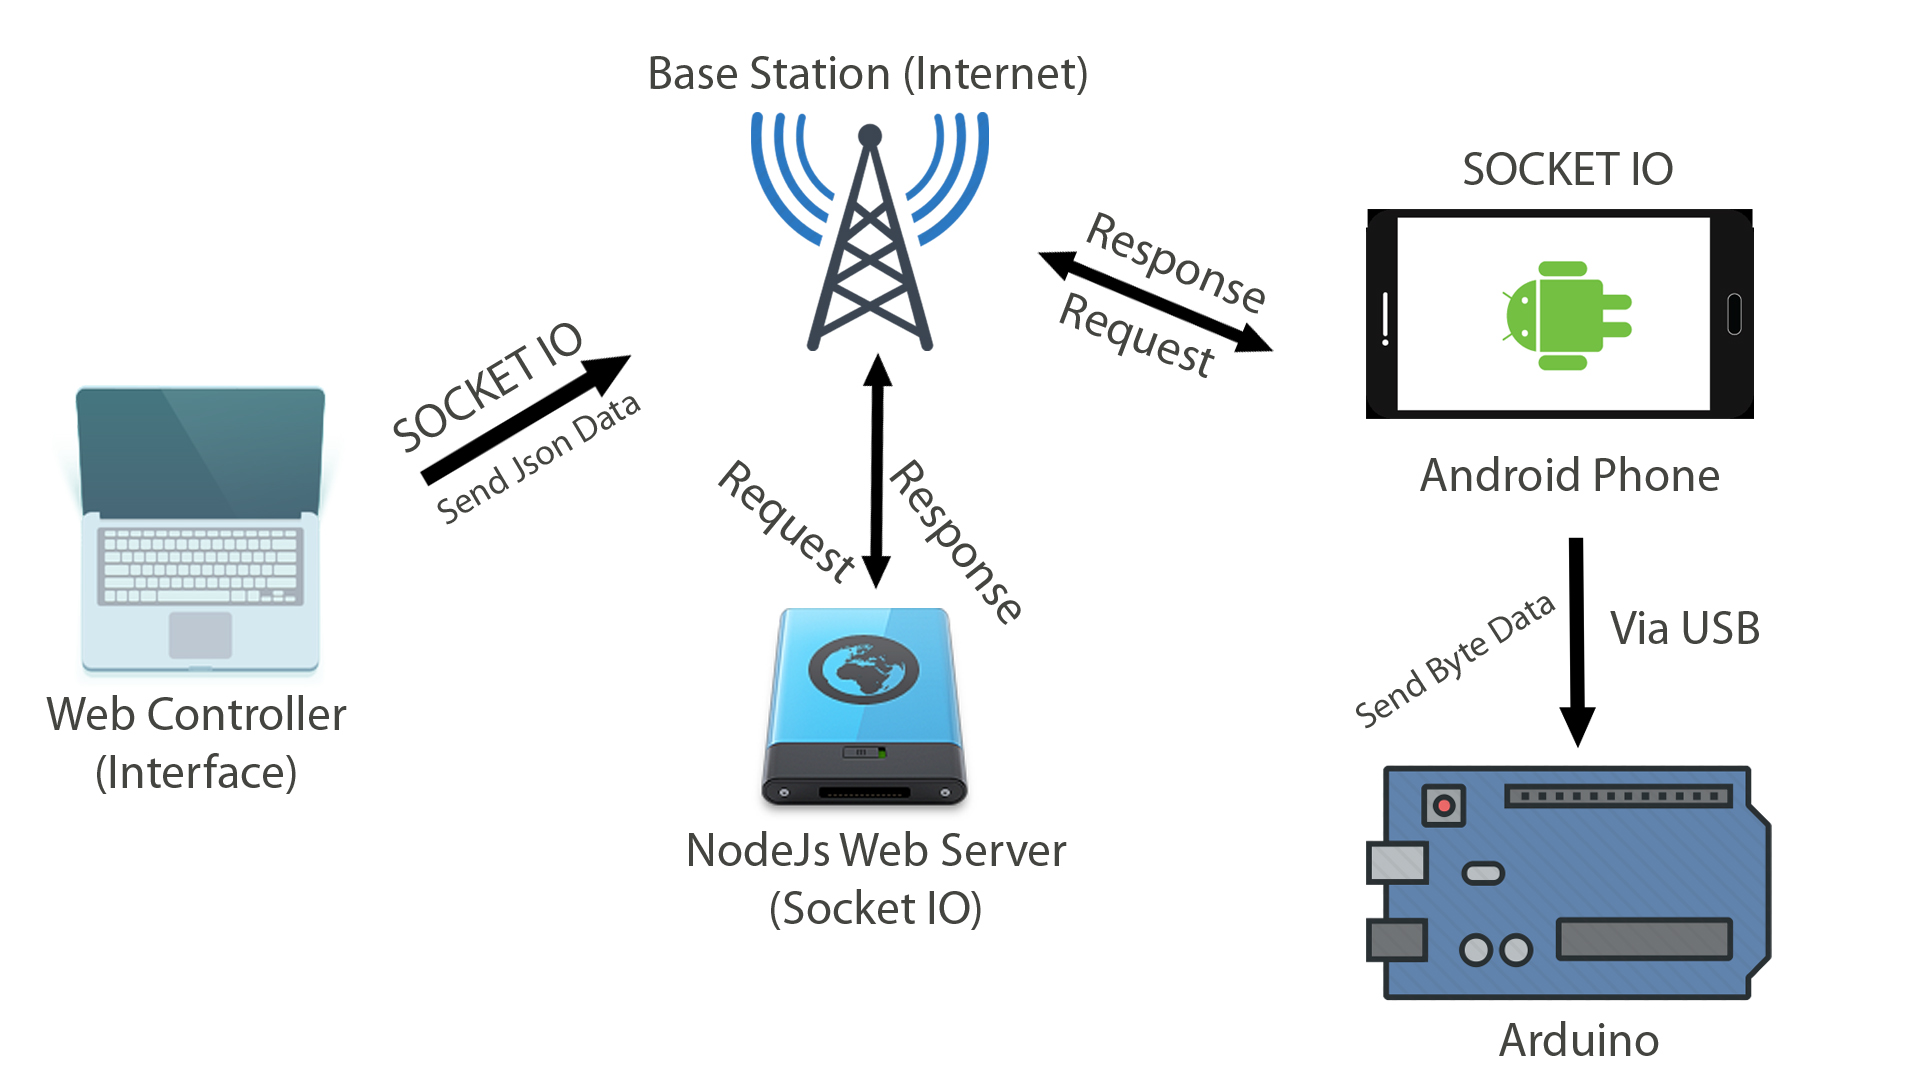 Base Station (Internet)
SOCKET IO
Response
Request
SOCKET IO
Send Json Data
Request
Response
Android Phone
Send Byte Data
Via USB
Web Controller
(Interface)
NodeJs Web Server
(Socket IO)
Arduino